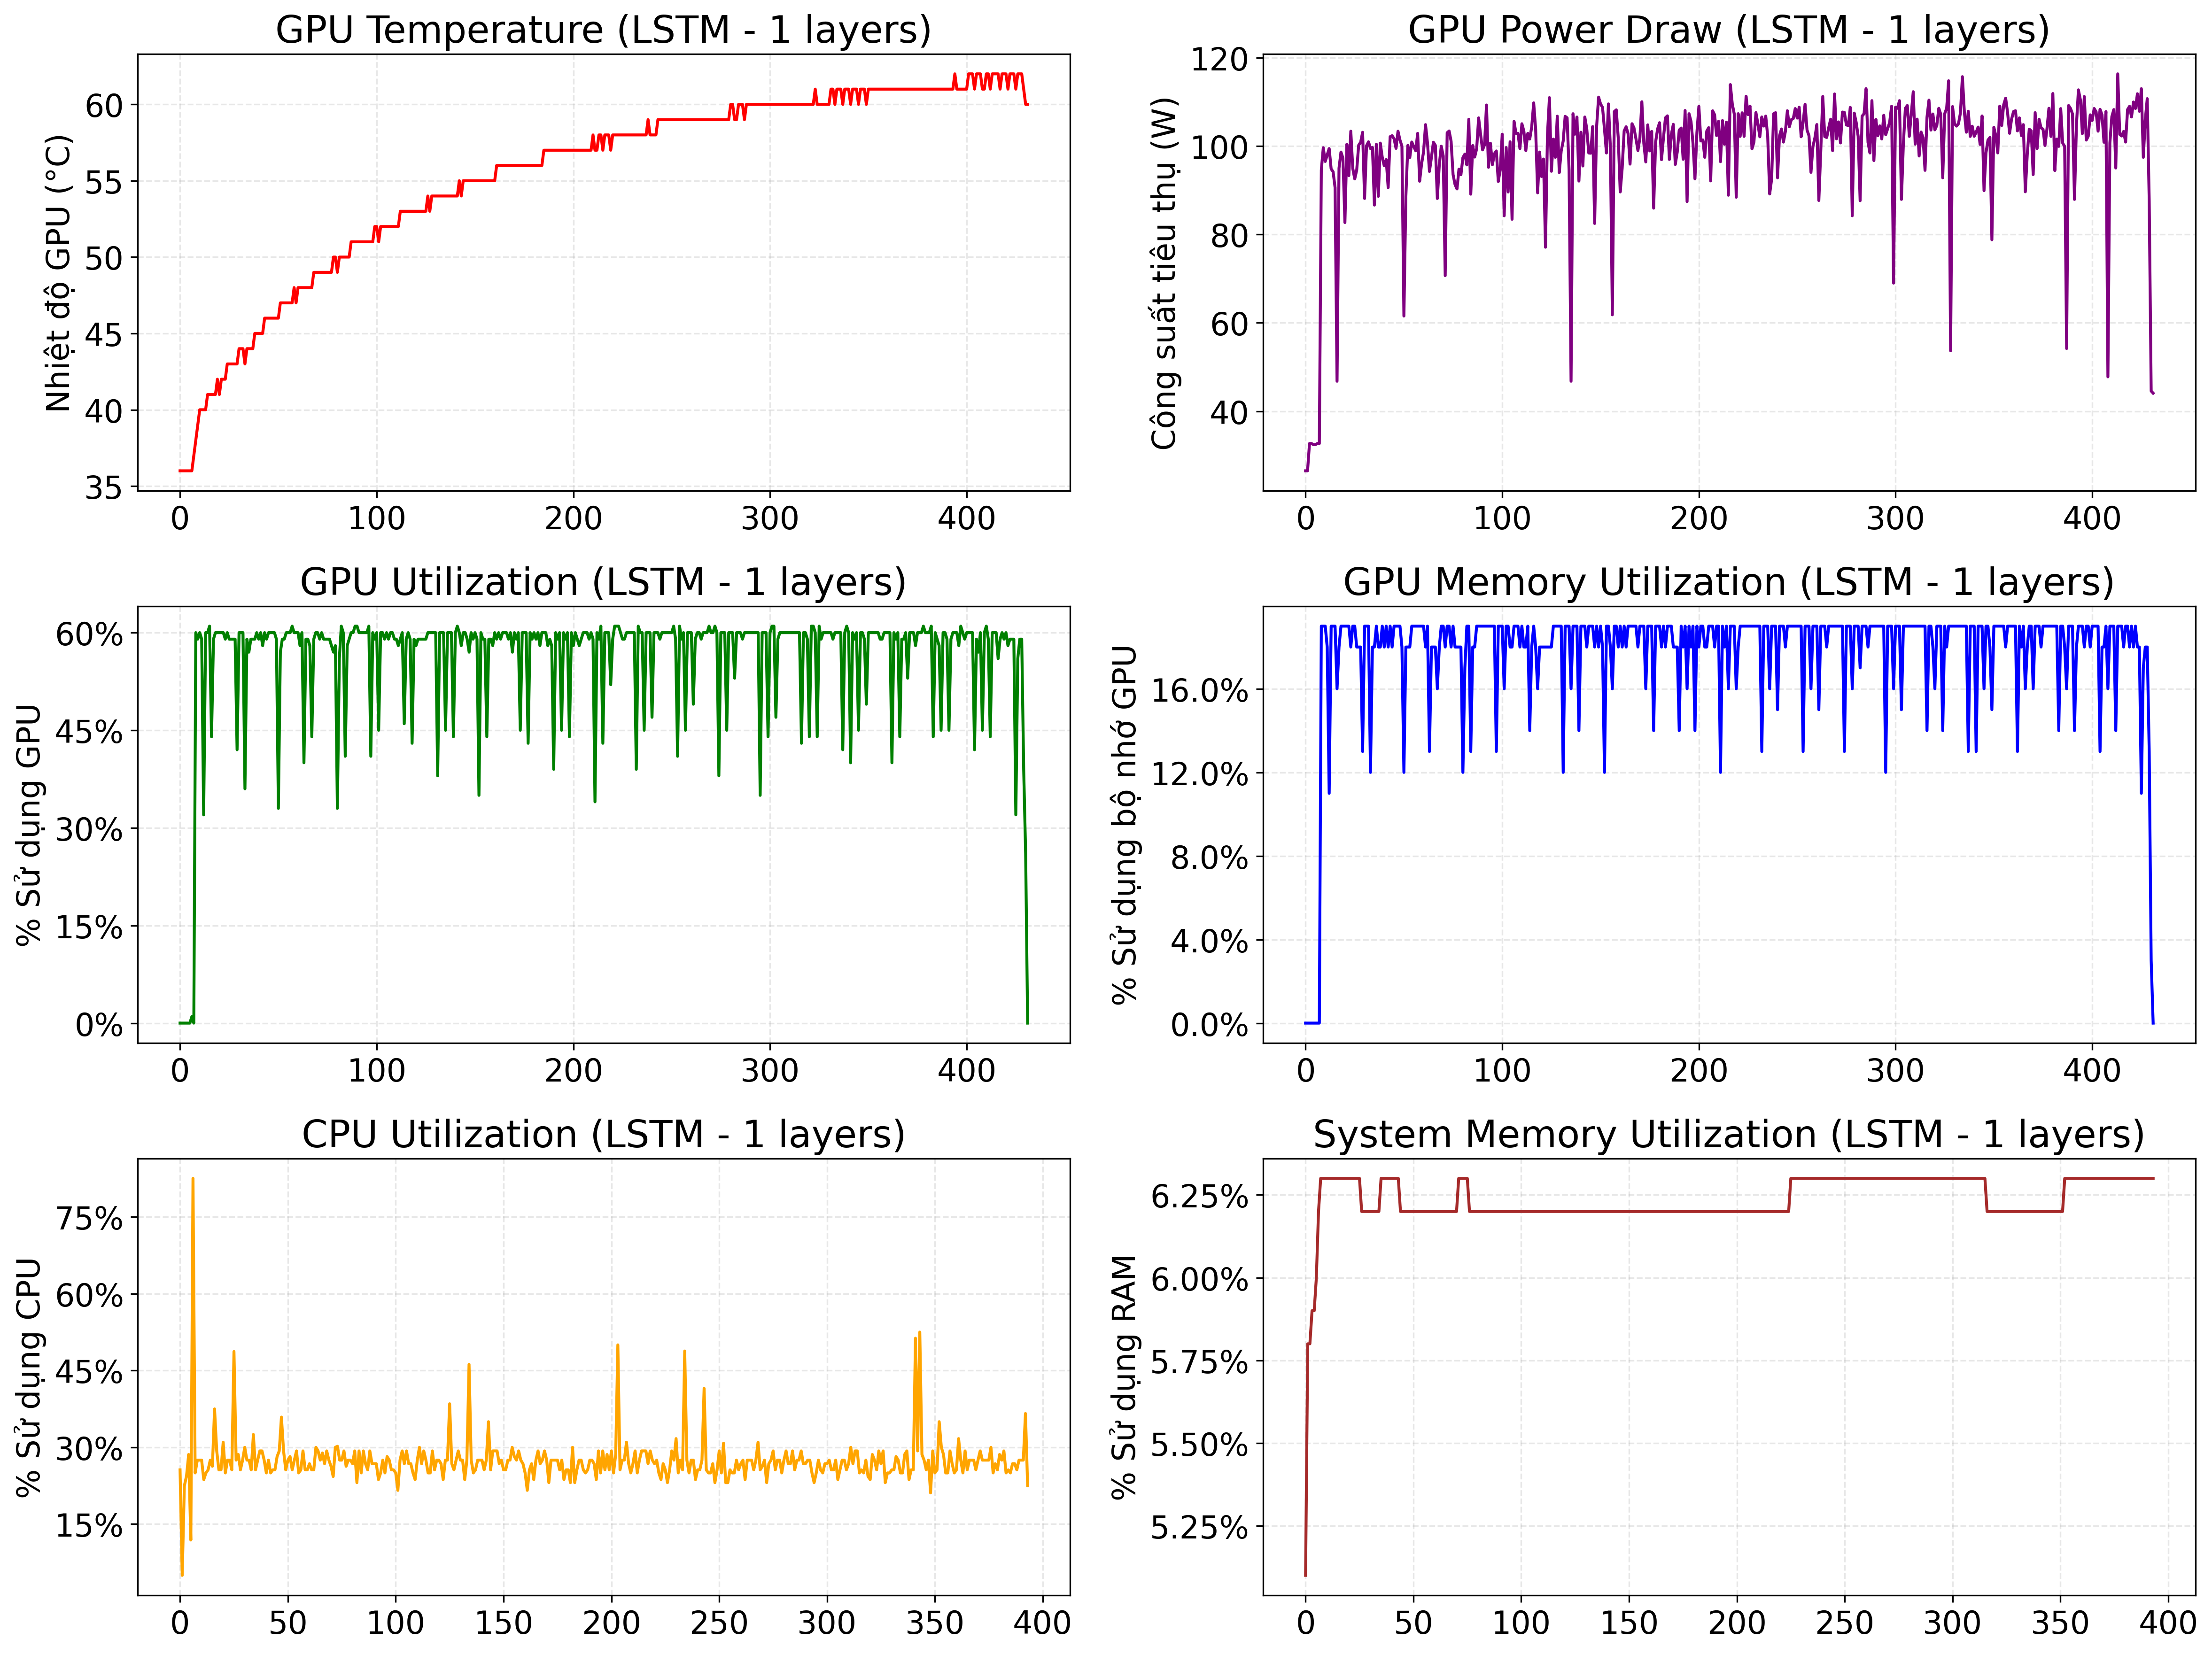 GPU Temperature (LSTM - 1 layers)
Nhiệt độ GPU (°C)
60
55
50
45
40
35
0 100 200 300 400
GPU Power Draw (LSTM - 1 layers)
Công suất tiêu thụ (W)
120
100
80
60
40
0 100 200 300 400
GPU Utilization (LSTM - 1 layers)
% Sử dụng GPU
60%
45%
30%
15%
0%
0 100 200 300 400
GPU Memory Utilization (LSTM - 1 layers)
% Sử dụng bộ nhớ GPU
16.0%
12.0%
8.0%
4.0%
0.0%
0 100 200 300 400
CPU Utilization (LSTM - 1 layers)
% Sử dụng CPU
75%
60%
45%
30%
15%
0 50 100 150 200 250 300 350 400
System Memory Utilization (LSTM - 1 layers)
% Sử dụng RAM
6.25%
6.00%
5.75%
5.50%
5.25%
0 50 100 150 200 250 300 350 400